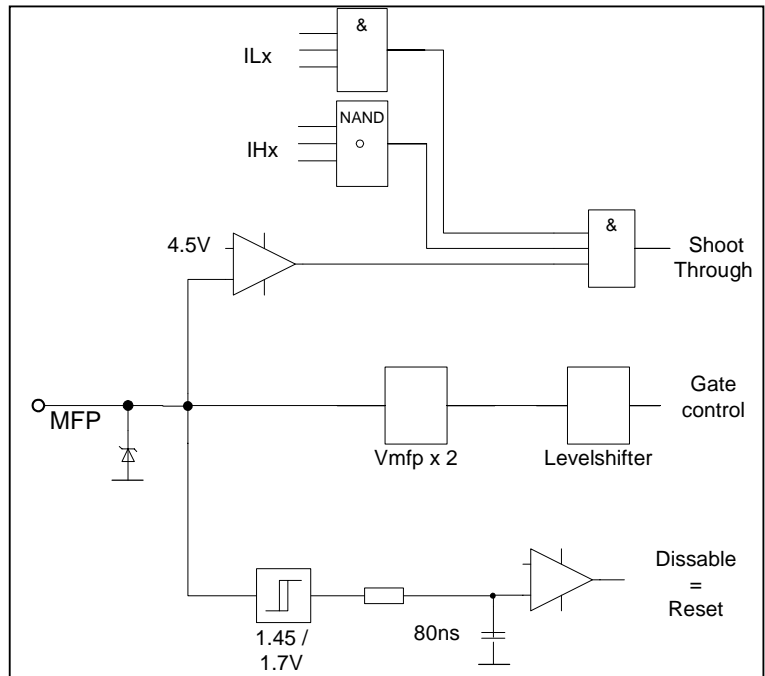 &
ILx
NAND
IHx
4.5V
&
Shoot
Through
MFP
Vmfp x 2
Levelshifter
Gate
control
1.45 /
1.7V
80ns
Dissable
=
Reset